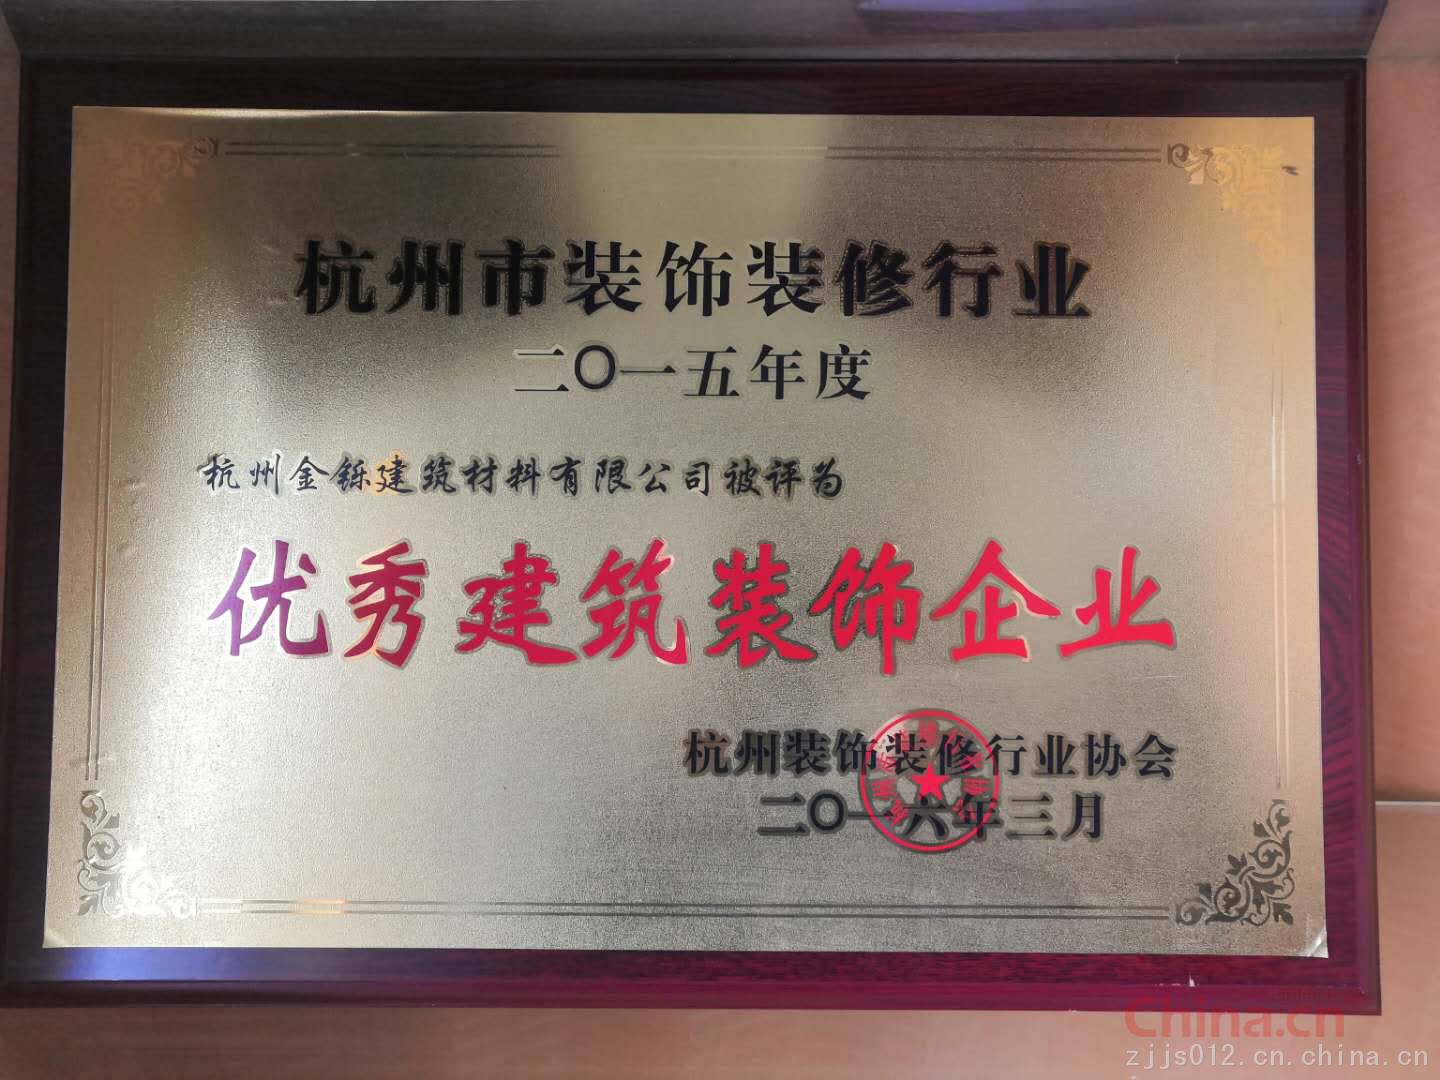 杭州市装饰装修行业
二〇一五年度
杭州金铄建筑材料有限公司被评为
优秀建筑装饰企业
杭州装饰装修行业协会
二〇一六年三月
China.cn
zjjs012.cn.china.cn